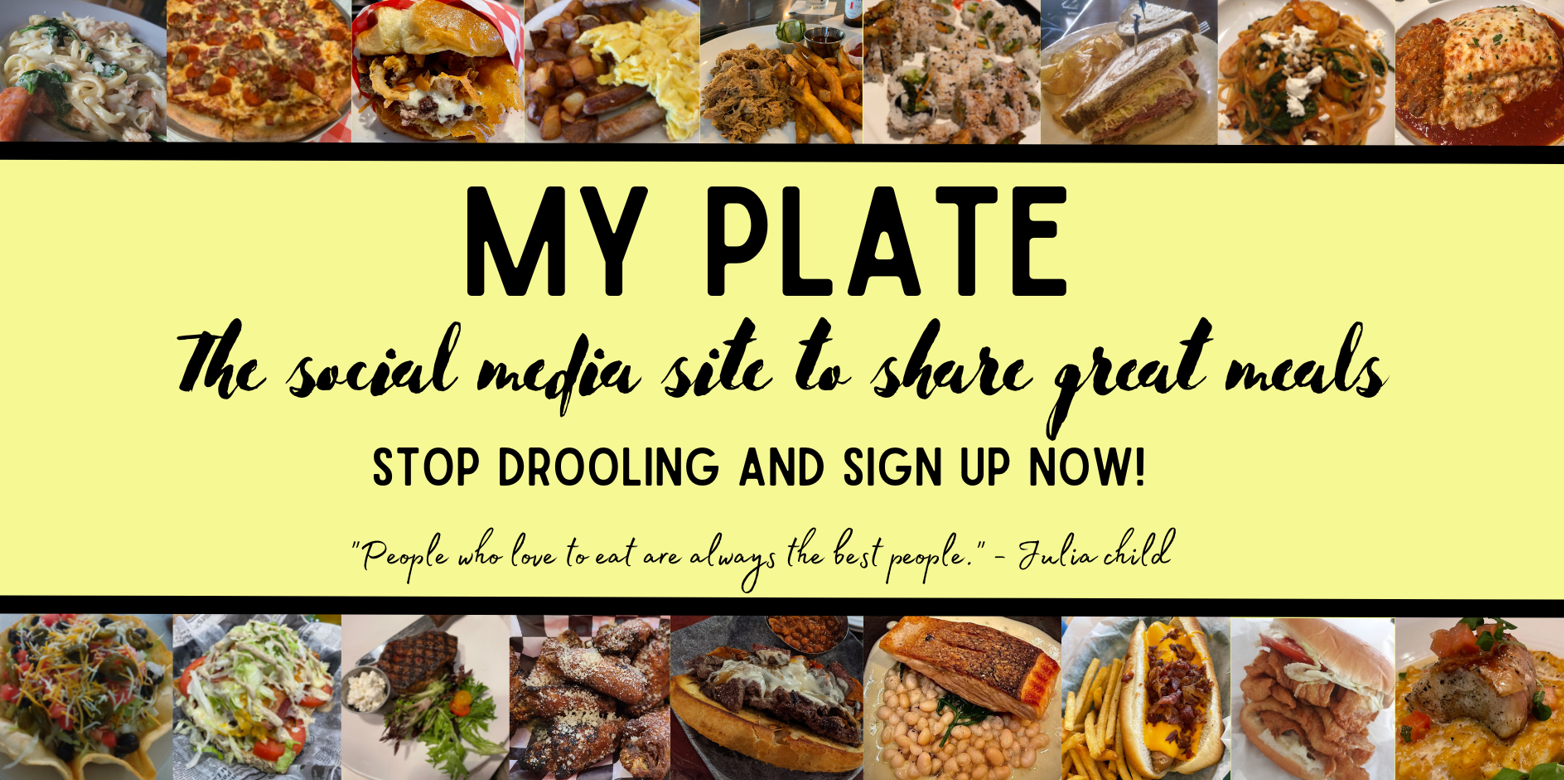 MY PLATE
The social media site to share great meals
STOP DROOLING AND SIGN UP NOW!
"People who love to eat are always the best people." - Julia child